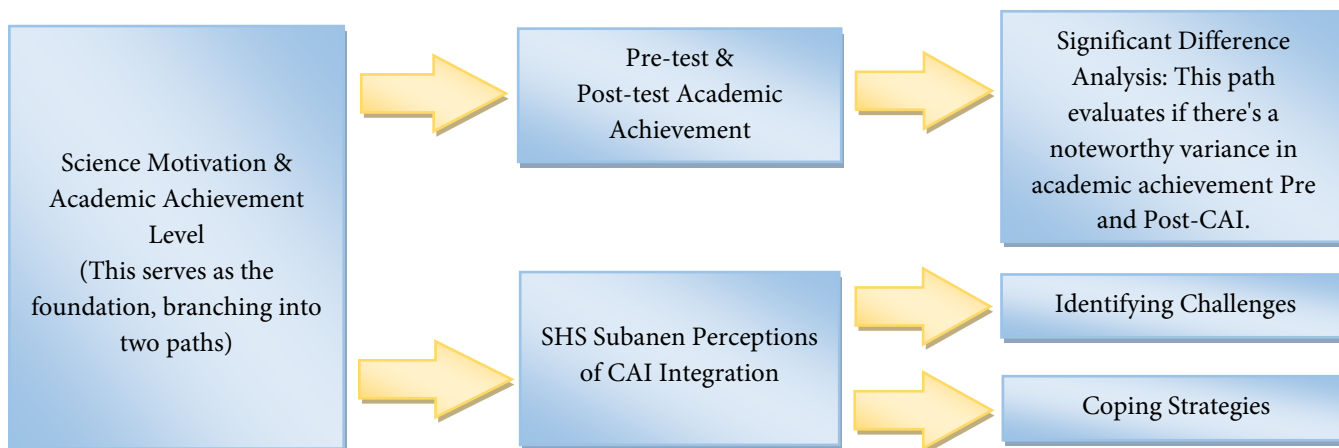 Science Motivation &
Academic Achievement
Level
(This serves as the
foundation, branching into
two paths)
Pre-test &
Post-test Academic
Achievement
Significant Difference
Analysis: This path
evaluates if there's a
noteworthy variance in
academic achievement Pre
and Post-CAI.
SHS Subanen Perceptions
of CAI Integration
Identifying Challenges
Coping Strategies